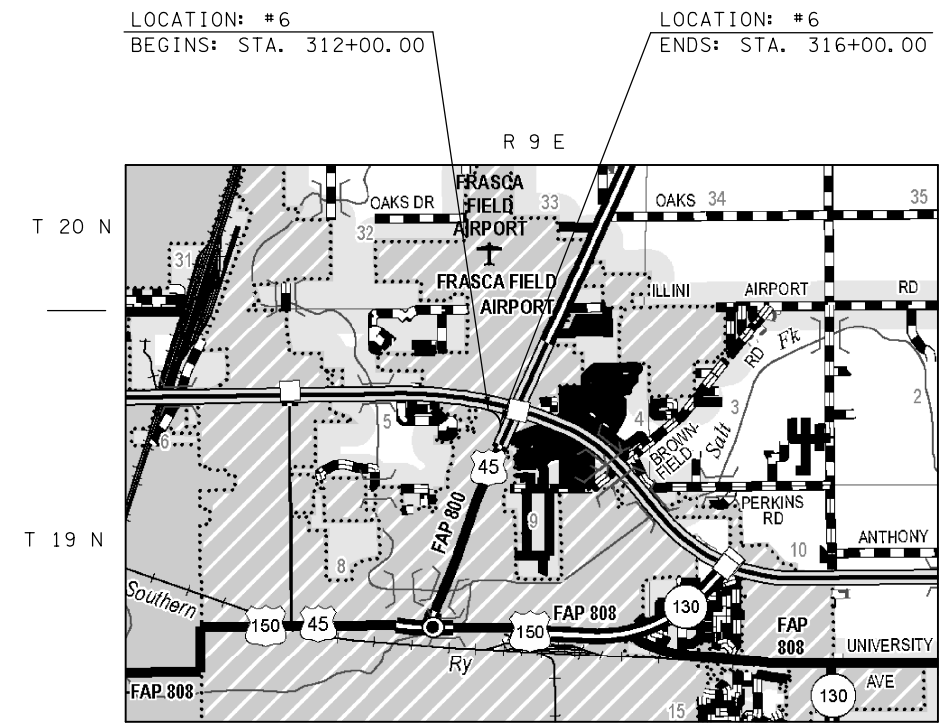 LOCATION: #6
BEGINS: STA. 312+00.00
LOCATION: #6
ENDS: STA. 316+00.00
R 9 E
T 20 N
T 19 N
FRASCA
FIELD
AIRPORT
OAKS DR
33
OAKS
34
35
32
31
FRASCA FIELD
AIRPORT
ILLINI
AIRPORT
RD
RD
Fk
Salt
2
3
4
5
6
BROWN-
FIELD
45
PERKINS
RD
FAP 800
9
8
10
ANTHONY
Southern
150
45
150
FAP 808
130
FAP
808
UNIVERSITY
AVE
Ry
FAP 808
15
130